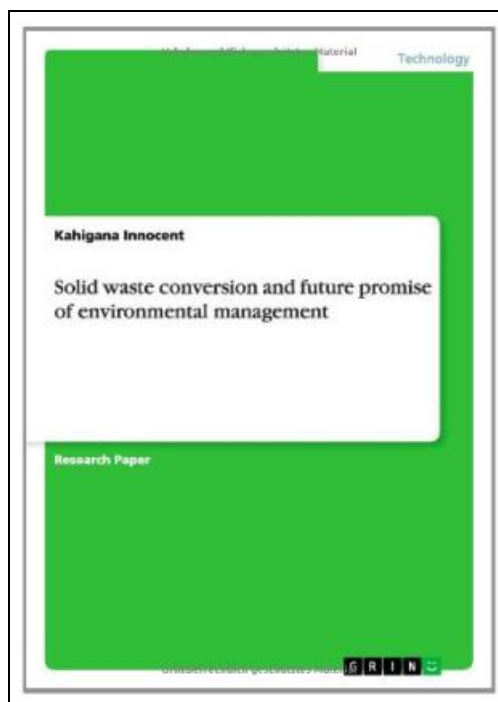 Technology
Kahigana Innocent
Solid waste conversion and future promise
of environmental management
Research Paper
GRIN